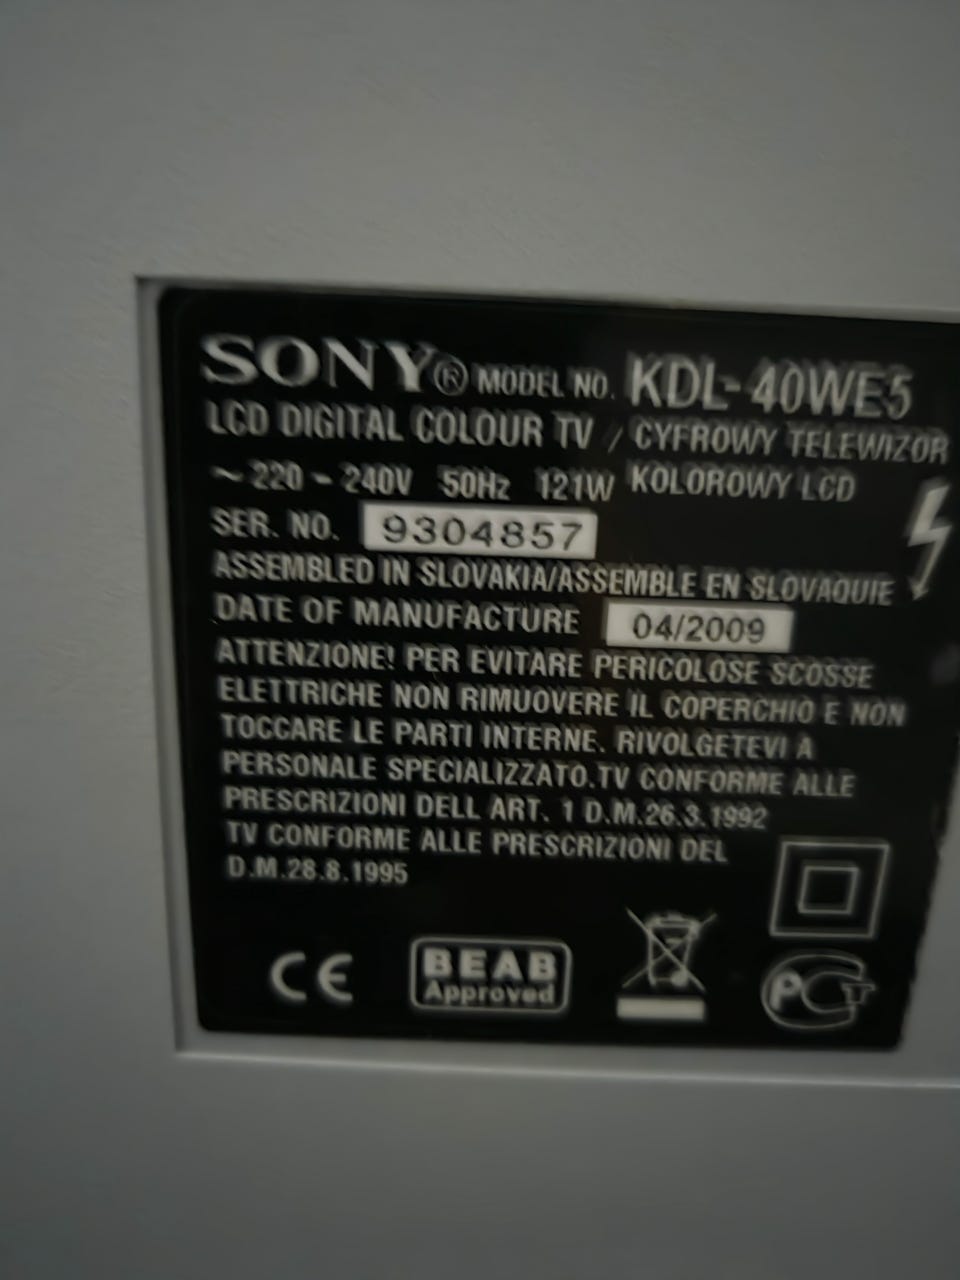 SONY® MODEL NO. KDL-40WE5
LCD DIGITAL COLOUR TV / CYFROWY TELEWIZOR
~ 220 - 240V 50Hz 121W KOLOROWY LCD
SER. NO. 9304857
ASSEMBLED IN SLOVAKIA/ASSEMBLE EN SLOVAQUIE
DATE OF MANUFACTURE 04/2009
ATTENZIONE! PER EVITARE PERICOLOSE SCOSSE
ELETTRICHE NON RIMUOVERE IL COPERCHIO E NON
TOCCARE LE PARTI INTERNE. RIVOLGETEVI A
PERSONALE SPECIALIZZATO.TV CONFORME ALLE
PRESCRIZIONI DELL ART. 1 D.M.26.3.1992
TV CONFORME ALLE PRESCRIZIONI DEL
D.M.28.8.1995
CE BEAB
Approved